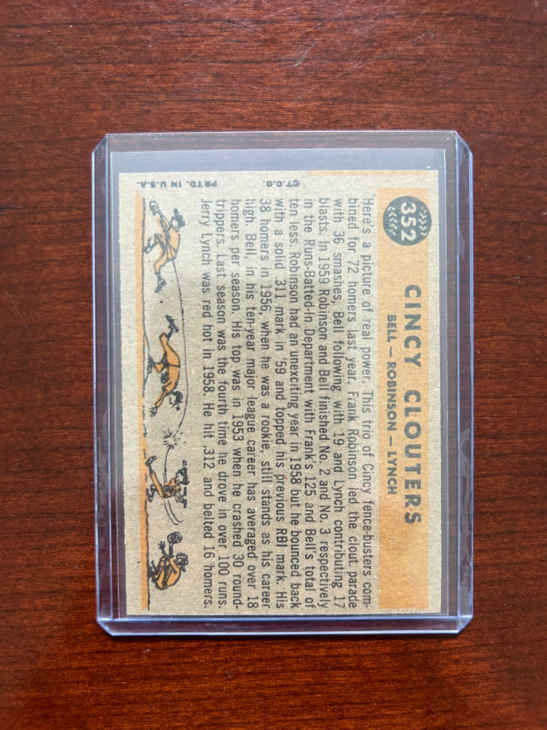 352
CINCY CLOUTERS
BELL — ROBINSON — LYNCH
Here's a picture of real power. This trio of Cincy fence-busters com-
bined for 72 homers last year. Frank Robinson led the clout parade
with 36 smashes, Bell following with 19 and Lynch contributing 17
blasts. In 1959 Robinson and Bell finished No. 2 and No. 3 respectively
in the Runs-Batted-In Department with Frank's 125 and Bell's total of
ten less. Robinson had an unexciting year in 1958 but he bounced back
with a solid .311 mark in '59 and topped his previous RBI mark. His
38 homers in 1956, when he was a rookie, still stands as his career
high. Bell, in his ten-year major league career has averaged over 18
homers per season. His top was in 1953 when he crashed 30 round-
trippers. Last season was the fourth time he drove in over 100 runs.
Jerry Lynch was red hot in 1958. He hit .312 and belted 16 homers.
©T.C.G.
PRTD. IN U.S.A.